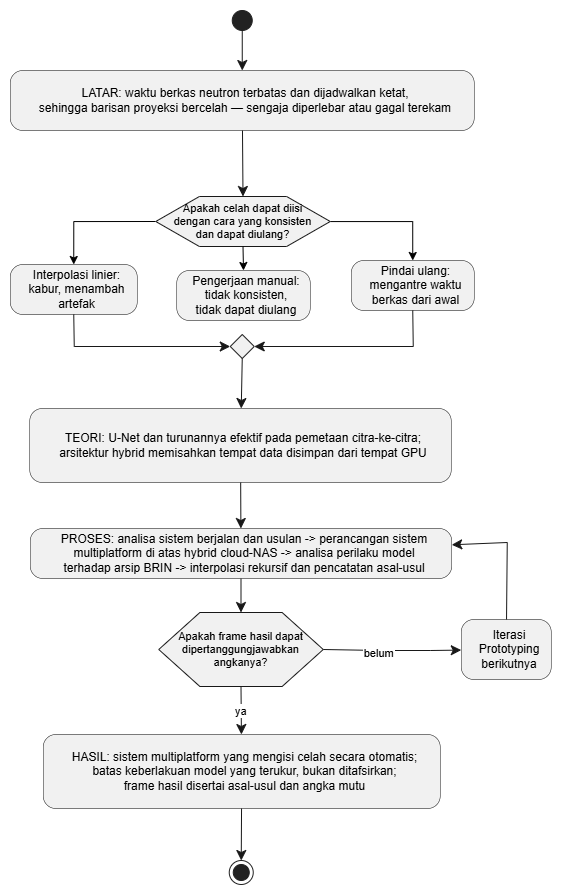 LATAR: waktu berkas neutron terbatas dan dijadwalkan ketat,
sehingga barisan proyeksi bercelah — sengaja diperlebar atau gagal terekam
Apakah celah dapat diisi
dengan cara yang konsisten
dan dapat diulang?
Interpolasi linier:
kabur, menambah
artefak
Pengerjaan manual:
tidak konsisten,
tidak dapat diulang
Pindai ulang:
mengantre waktu
berkas dari awal
TEORI: U-Net dan turunannya efektif pada pemetaan citra-ke-citra;
arsitektur hybrid memisahkan tempat data disimpan dari tempat GPU
PROSES: analisa sistem berjalan dan usulan -> perancangan sistem
multiplatform di atas hybrid cloud-NAS -> analisa perilaku model
terhadap arsip BRIN -> interpolasi rekursif dan pencatatan asal-usul
Apakah frame hasil dapat
dipertanggungjawabkan
angkanya?
belum
Iterasi
Prototyping
berikutnya
ya
HASIL: sistem multiplatform yang mengisi celah secara otomatis;
batas keberlakuan model yang terukur, bukan ditafsirkan;
frame hasil disertai asal-usul dan angka mutu